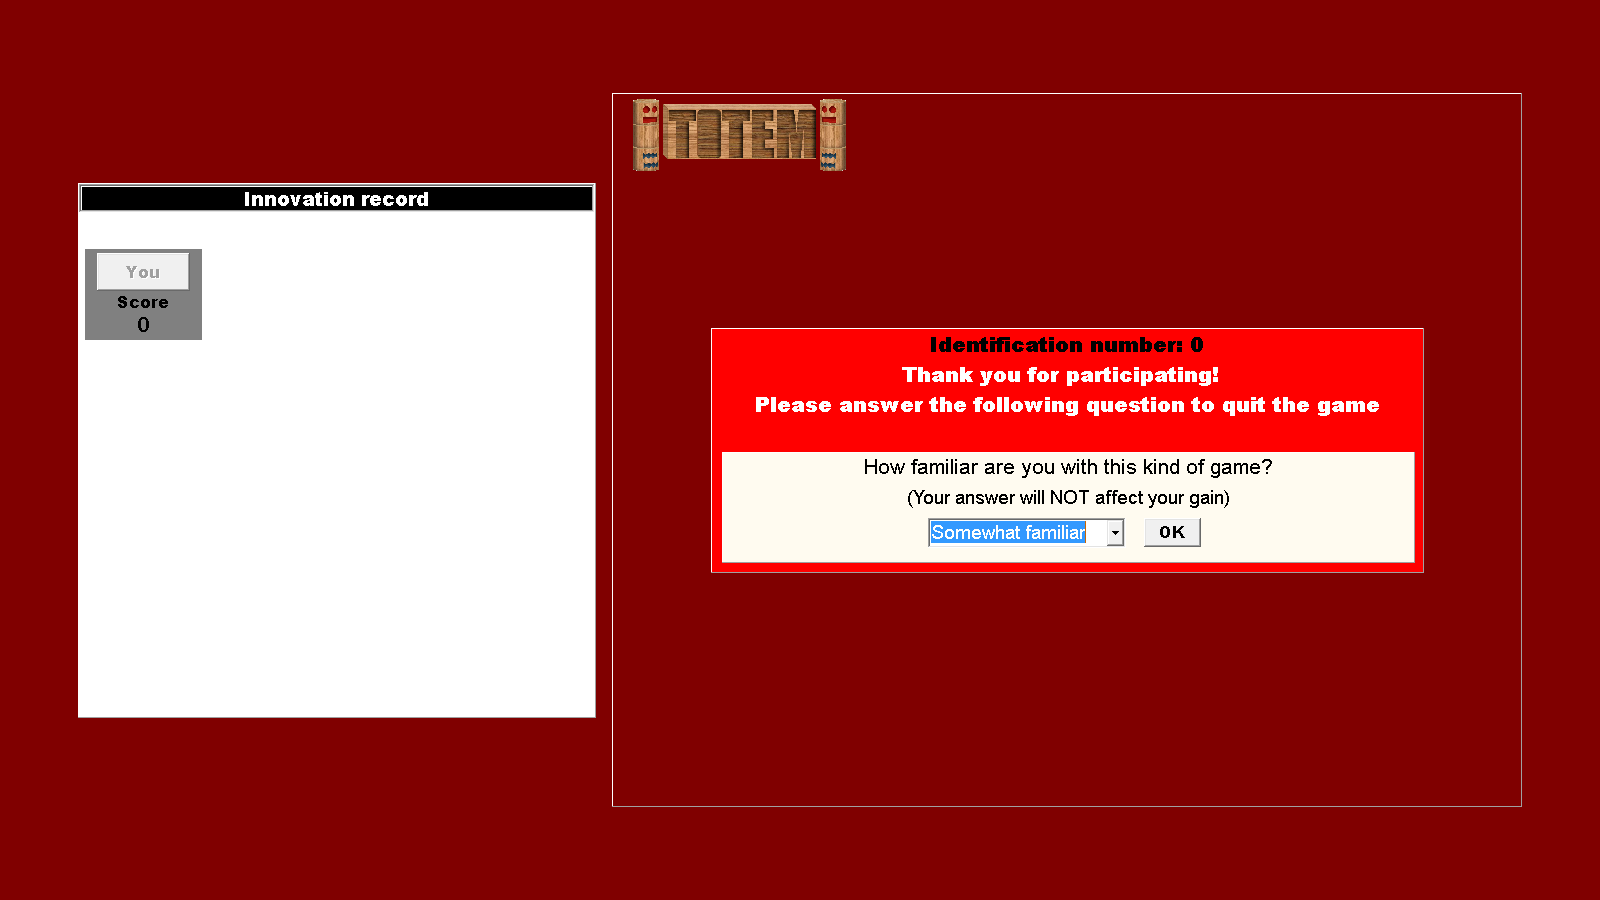 TOTEM
Innovation record
You
Score
0
Identification number: 0
Thank you for participating!
Please answer the following question to quit the game
How familiar are you with this kind of game?
(Your answer will NOT affect your gain)
Somewhat familiar
OK